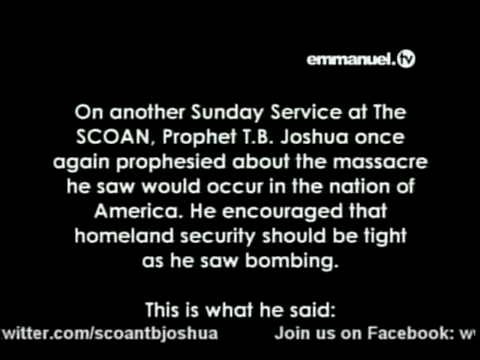 emmanuel.tv
On another Sunday Service at The
SCOAN, Prophet T.B. Joshua once
again prophesied about the massacre
he saw would occur in the nation of
America. He encouraged that
homeland security should be tight
as he saw bombing.
This is what he said:
witter.com/scoantbjoshua Join us on Facebook: w